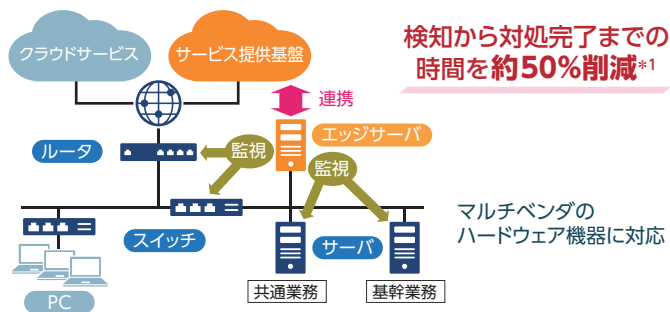 クラウドサービス
サービス提供基盤
検知から対処完了までの
時間を約50%削減*1
連携
ルータ
監視
エッジサーバ
監視
マルチベンダの
ハードウェア機器に対応
スイッチ
サーバ
PC
共通業務
基幹業務